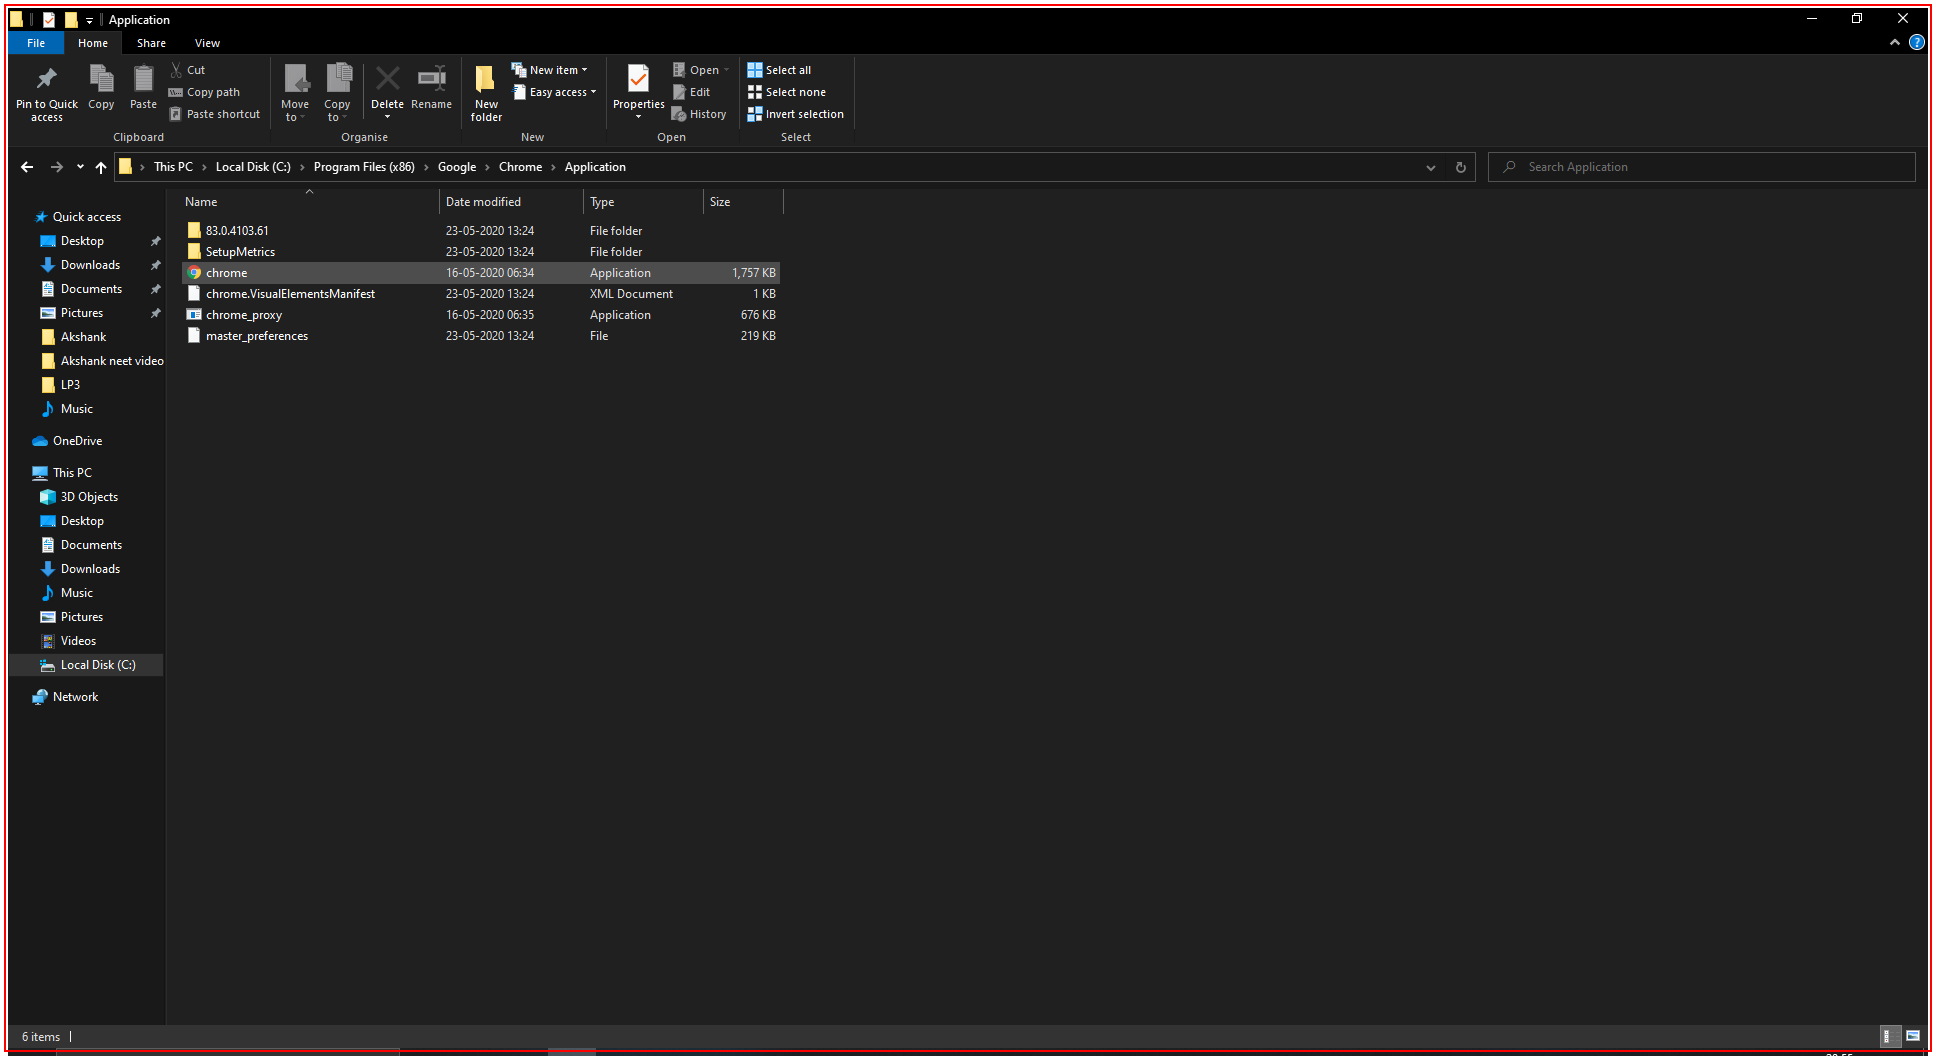 Application
File Home Share View
Pin to Quick access
Copy
Paste
Cut
Copy path
Paste shortcut
Clipboard
Move to
Copy to
Delete
Rename
Organise
New folder
New item
Easy access
New
Properties
Open
Edit
History
Open
Select all
Select none
Invert selection
Select
This PC > Local Disk (C:) > Program Files (x86) > Google > Chrome > Application
Search Application
Name Date modified Type Size
83.0.4103.61 23-05-2020 13:24 File folder
SetupMetrics 23-05-2020 13:24 File folder
chrome 16-05-2020 06:34 Application 1,757 KB
chrome.VisualElementsManifest 23-05-2020 13:24 XML Document 1 KB
chrome_proxy 16-05-2020 06:35 Application 676 KB
master_preferences 23-05-2020 13:24 File 219 KB
Quick access
Desktop
Downloads
Documents
Pictures
Akshank
Akshank neet video
LP3
Music
OneDrive
This PC
3D Objects
Desktop
Documents
Downloads
Music
Pictures
Videos
Local Disk (C:)
Network
6 items